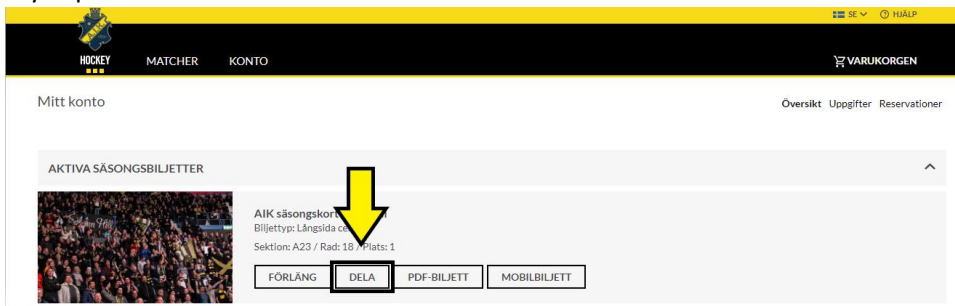 SE HJÄLP
AIK
HOCKEY MATCHER KONTO VARUKORGEN
Mitt konto Översikt Uppgifter Reservationer
AKTIVA SÄSONGSBILJETTER
AIK säsongskort
Biljettyp: Långsida
Sektion: A23 / Rad: 18 / Plats: 1
FÖRLÄNG DELA PDF-BILJETT MOBILBILJETT